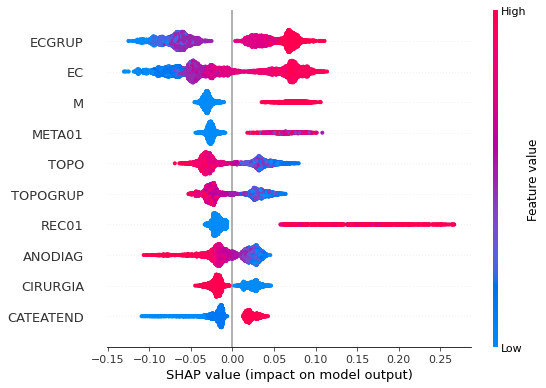 High
ECGRUP
EC
M
META01
TOPO
TOPOGRUP
REC01
ANODIAG
CIRURGIA
CATEATEND
Feature value
Low
−0.15 −0.10 −0.05 0.00 0.05 0.10 0.15 0.20 0.25
SHAP value (impact on model output)